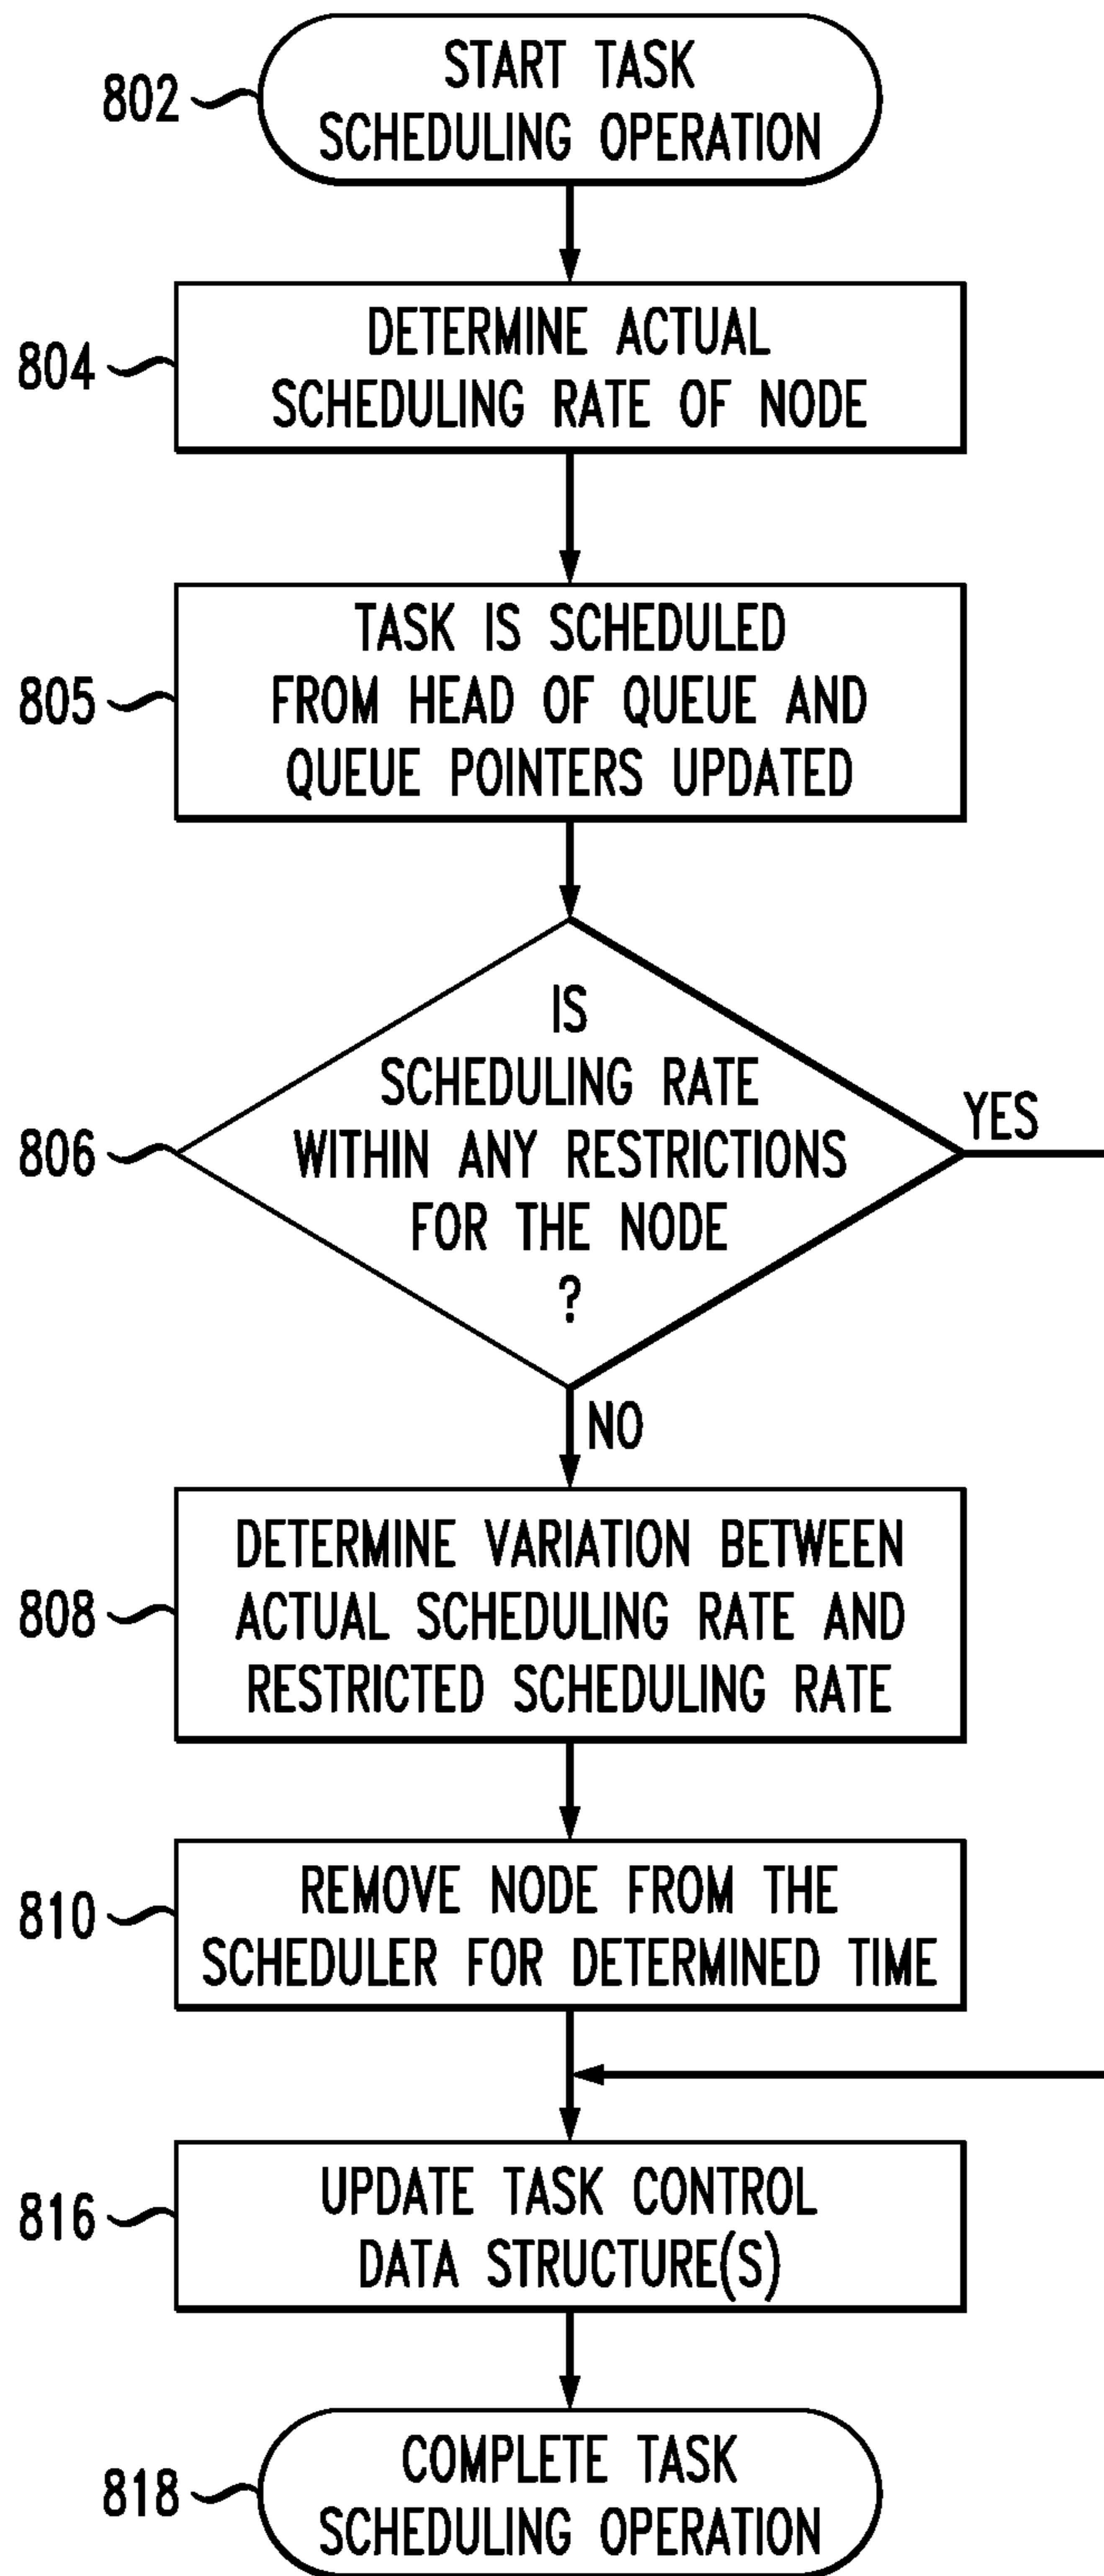 802
START TASK
SCHEDULING OPERATION
804
DETERMINE ACTUAL
SCHEDULING RATE OF NODE
805
TASK IS SCHEDULED
FROM HEAD OF QUEUE AND
QUEUE POINTERS UPDATED
806
IS
SCHEDULING RATE
WITHIN ANY RESTRICTIONS
FOR THE NODE
?
YES
NO
808
DETERMINE VARIATION BETWEEN
ACTUAL SCHEDULING RATE AND
RESTRICTED SCHEDULING RATE
810
REMOVE NODE FROM THE
SCHEDULER FOR DETERMINED TIME
816
UPDATE TASK CONTROL
DATA STRUCTURE(S)
818
COMPLETE TASK
SCHEDULING OPERATION